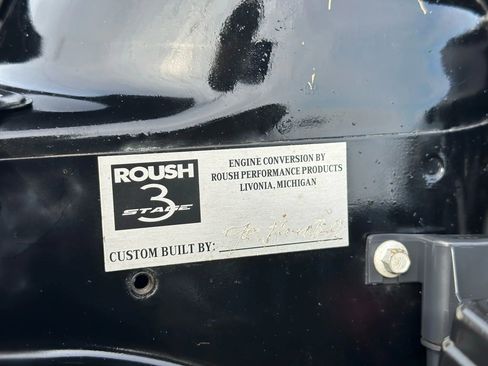 ROUSH
3
STAGE
ENGINE CONVERSION BY
ROUSH PERFORMANCE PRODUCTS
LIVONIA, MICHIGAN
CUSTOM BUILT BY: